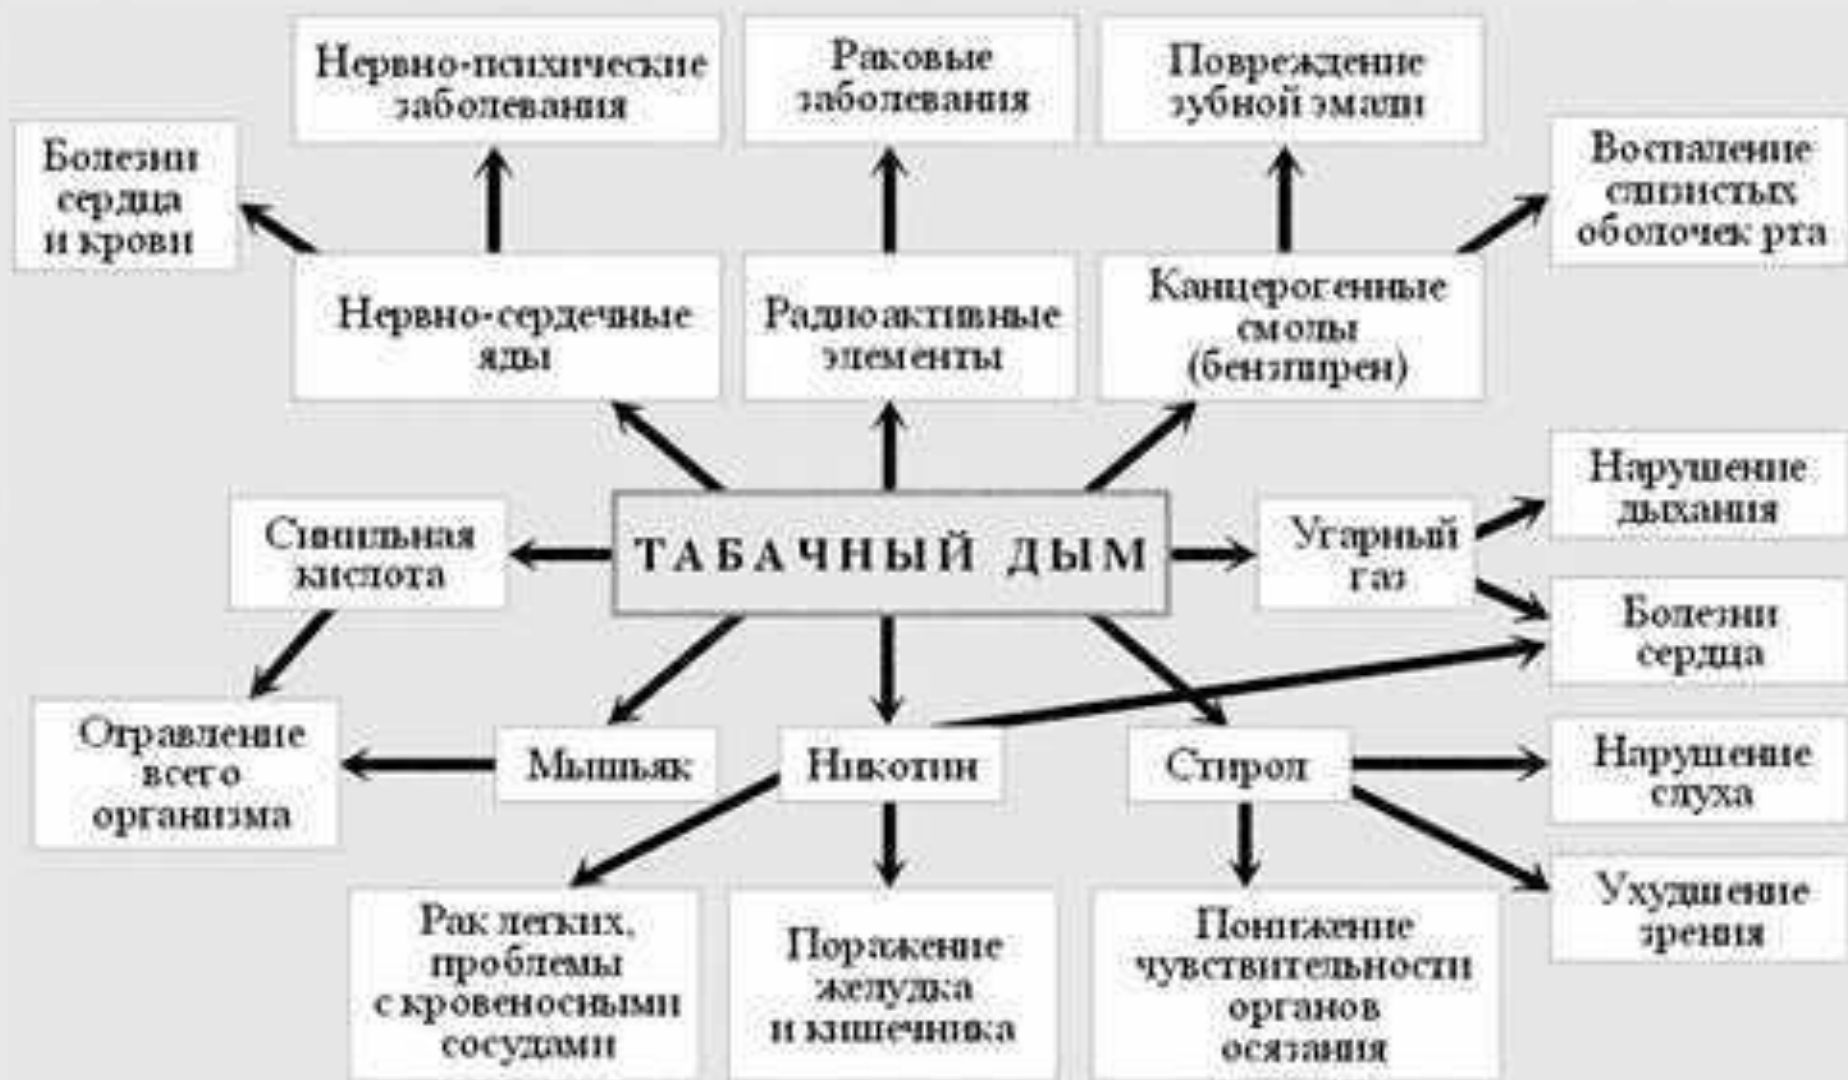 Нервно-психические
заболевания
Раковые
заболевания
Повреждение
зубной эмали
Болезни
сердца
и крови
Воспаление
слизистых
оболочек рта
Нервно-сердечные
яды
Радиоактивные
элементы
Канцерогенные
смолы
(бензпирен)
Синильная
кислота
ТАБАЧНЫЙ ДЫМ
Угарный
газ
Нарушение
дыхания
Болезни
сердца
Отравление
всего
организма
Мышьяк
Никотин
Стирол
Нарушение
слуха
Ухудшение
зрения
Рак легких,
проблемы
с кровеносными
сосудами
Поражение
желудка
и кишечника
Понижение
чувствительности
органов
осязания